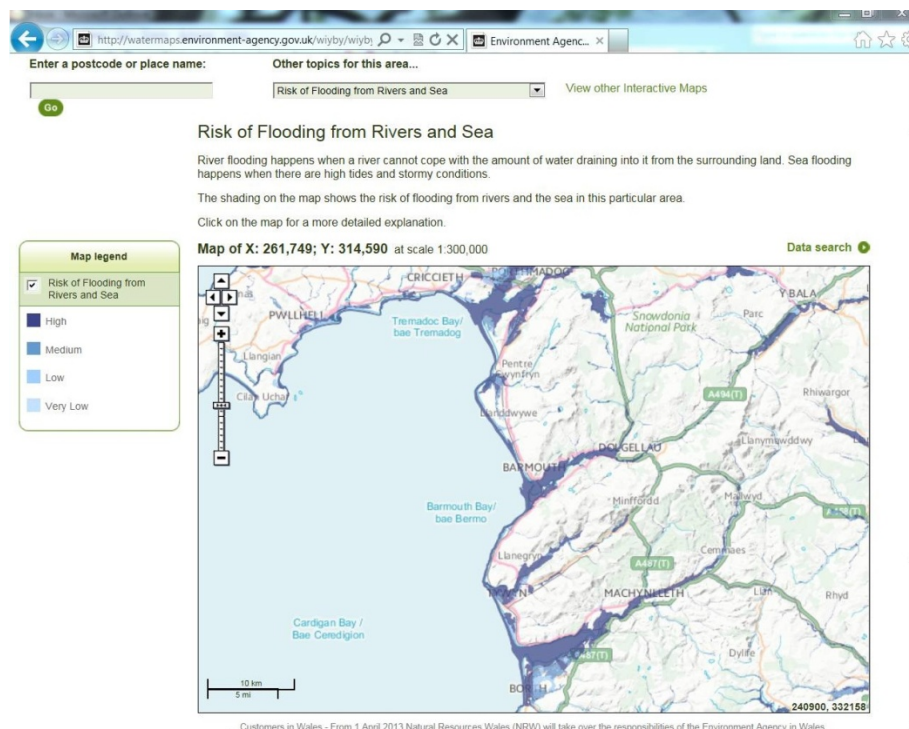 http://watermaps.environment-agency.gov.uk/wiyby/wiyby
Environment Agenc...
Enter a postcode or place name:
Other topics for this area...
Risk of Flooding from Rivers and Sea
View other Interactive Maps
Go
Risk of Flooding from Rivers and Sea
River flooding happens when a river cannot cope with the amount of water draining into it from the surrounding land. Sea flooding
happens when there are high tides and stormy conditions.
The shading on the map shows the risk of flooding from rivers and the sea in this particular area.
Click on the map for a more detailed explanation.
Map of X: 261,749; Y: 314,590 at scale 1:300,000
Data search
Map legend
Risk of Flooding from
Rivers and Sea
High
Medium
Low
Very Low
CRICCIETH
Y BALA
PWLLHELI
Tremadoc Bay/
bae Tremadog
Snowdonia
National Park
Parc
Llangian
Pentre
Gwynfryn
Cilan Uchaf
Llanddwywe
A494(T)
Rhiwargor
DOLGELLAU
Llanymawddwy
BARMOUTH
Minffordd
Mallwyd
Barmouth Bay/
bae Bermo
Llanegryn
Cemmaes
A487(T)
TYWYN
MACHYNLLETH
Llan
Rhyd
Cardigan Bay /
Bae Ceredigion
A487(T)
Dylife
BORTH
10 km
5 mi
240900, 332158
Customers in Wales - From 1 April 2013 Natural Resources Wales (NRW) will take over the responsibilities of the Environment Agency in Wales